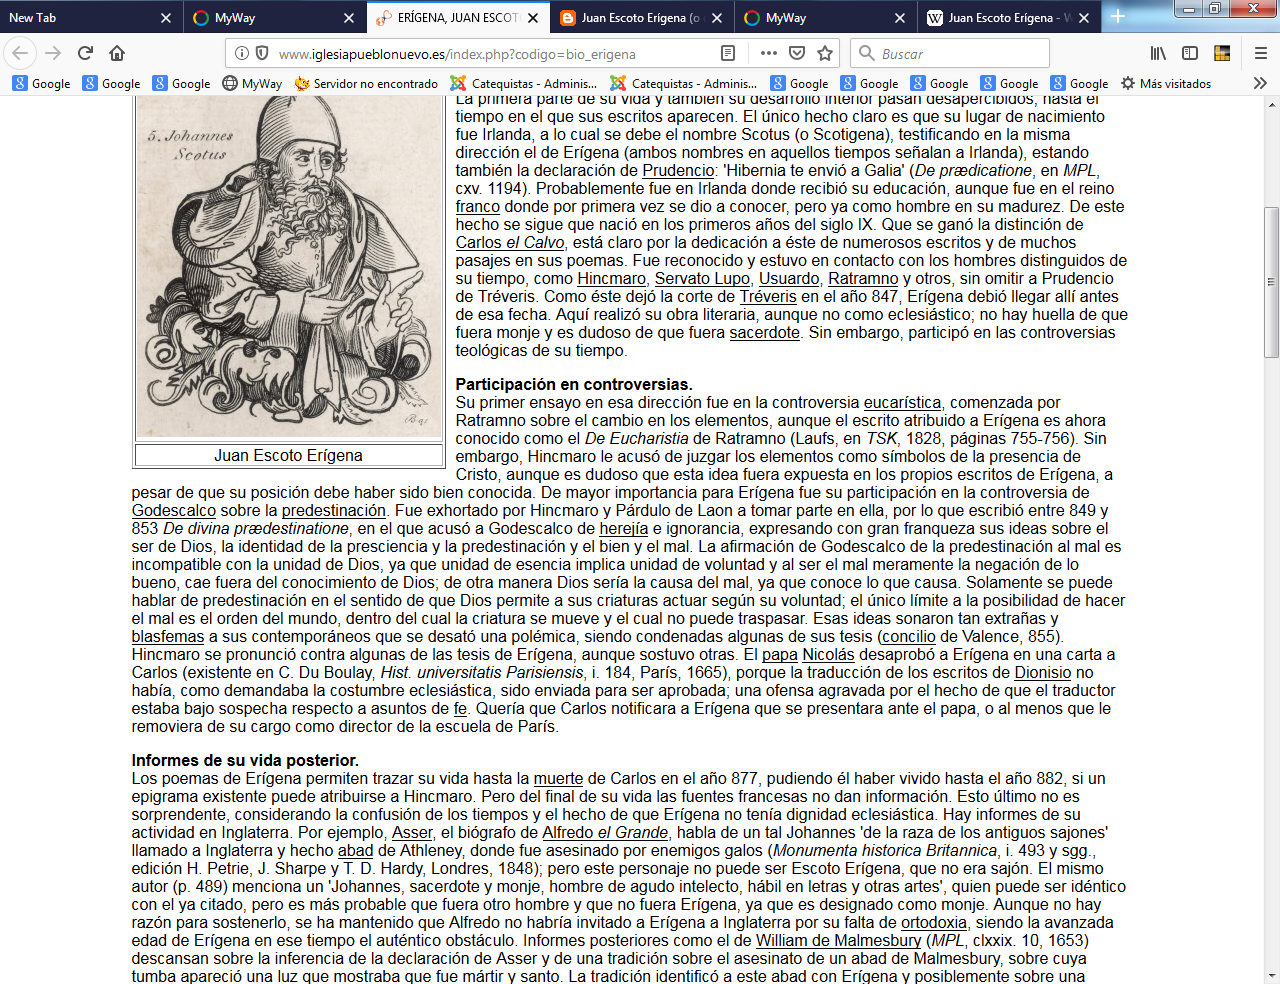 New Tab
MyWay
ERÍGENA, JUAN ESCOTO
Juan Escoto Erígena (o
MyWay
Juan Escoto Erígena -
www.iglesiapueblonuevo.es/index.php?codigo=bio_erigena
Buscar
Google
Google
Google
MyWay
Servidor no encontrado
Catequistas - Adminis...
Catequistas - Adminis...
Google
Google
Google
Google
Más visitados
5. Johannes
Scotus
Juan Escoto Erígena
La primera parte de su vida y también su desarrollo interior pasan desapercibidos, hasta el
tiempo en el que sus escritos aparecen. El único hecho claro es que su lugar de nacimiento
fue Irlanda, a lo cual se debe el nombre Scotus (o Scotigena), testificando en la misma
dirección el de Erígena (ambos nombres en aquellos tiempos señalan a Irlanda), estando
también la declaración de Prudencio: 'Hibernia te envió a Galia' (De prædicatione, en MPL,
cxv. 1194). Probablemente fue en Irlanda donde recibió su educación, aunque fue en el reino
franco donde por primera vez se dio a conocer, pero ya como hombre en su madurez. De este
hecho se sigue que nació en los primeros años del siglo IX. Que se ganó la distinción de
Carlos el Calvo, está claro por la dedicación a éste de numerosos escritos y de muchos
pasajes en sus poemas. Fue reconocido y estuvo en contacto con los hombres distinguidos de
su tiempo, como Hincmaro, Servato Lupo, Usuardo, Ratramno y otros, sin omitir a Prudencio
de Tréveris. Como éste dejó la corte de Tréveris en el año 847, Erígena debió llegar allí antes
de esa fecha. Aquí realizó su obra literaria, aunque no como eclesiástico; no hay huella de que
fuera monje y es dudoso de que fuera sacerdote. Sin embargo, participó en las controversias
teológicas de su tiempo.
Participación en controversias.
Su primer ensayo en esa dirección fue en la controversia eucarística, comenzada por
Ratramno sobre el cambio en los elementos, aunque el escrito atribuido a Erígena es ahora
conocido como el De Eucharistia de Ratramno (Laufs, en TSK, 1828, páginas 755-756). Sin
embargo, Hincmaro le acusó de juzgar los elementos como símbolos de la presencia de
Cristo, aunque es dudoso que esta idea fuera expuesta en los propios escritos de Erígena, a
pesar de que su posición debe haber sido bien conocida. De mayor importancia para Erígena fue su participación en la controversia de
Godescalco sobre la predestinación. Fue exhortado por Hincmaro y Párdulo de Laon a tomar parte en ella, por lo que escribió entre 849 y
853 De divina prædestinatione, en el que acusó a Godescalco de herejía e ignorancia, expresando con gran franqueza sus ideas sobre el
ser de Dios, la identidad de la presciencia y la predestinación y el bien y el mal. La afirmación de Godescalco de la predestinación al mal es
incompatible con la unidad de Dios, ya que unidad de esencia implica unidad de voluntad y al ser el mal meramente la negación de lo
bueno, cae fuera del conocimiento de Dios; de otra manera Dios sería la causa del mal, ya que conoce lo que causa. Solamente se puede
hablar de predestinación en el sentido de que Dios permite a sus criaturas actuar según su voluntad; el único límite a la posibilidad de hacer
el mal es el orden del mundo, dentro del cual la criatura se mueve y el cual no puede traspasar. Esas ideas sonaron tan extrañas y
blasfemas a sus contemporáneos que se desató una polémica, siendo condenadas algunas de sus tesis (concilio de Valence, 855).
Hincmaro se pronunció contra algunas de las tesis de Erígena, aunque sostuvo otras. El papa Nicolás desaprobó a Erígena en una carta a
Carlos (existente en C. Du Boulay, Hist. universitatis Parisiensis, i. 184, París, 1665), porque la traducción de los escritos de Dionisio no
había, como demandaba la costumbre eclesiástica, sido enviada para ser aprobada; una ofensa agravada por el hecho de que el traductor
estaba bajo sospecha respecto a asuntos de fe. Quería que Carlos notificara a Erígena que se presentara ante el papa, o al menos que le
removiera de su cargo como director de la escuela de París.
Informes de su vida posterior.
Los poemas de Erígena permiten trazar su vida hasta la muerte de Carlos en el año 877, pudiendo él haber vivido hasta el año 882, si un
epigrama existente puede atribuirse a Hincmaro. Pero del final de su vida las fuentes francesas no dan información. Esto último no es
sorprendente, considerando la confusión de los tiempos y el hecho de que Erígena no tenía dignidad eclesiástica. Hay informes de su
actividad en Inglaterra. Por ejemplo, Asser, el biógrafo de Alfredo el Grande, habla de un tal Johannes 'de la raza de los antiguos sajones'
llamado a Inglaterra y hecho abad de Athleney, donde fue asesinado por enemigos galos (Monumenta historica Britannica, i. 493 y sgg.,
edición H. Petrie, J. Sharpe y T. D. Hardy, Londres, 1848); pero este personaje no puede ser Escoto Erígena, que no era sajón. El mismo
autor (p. 489) menciona un 'Johannes, sacerdote y monje, hombre de agudo intelecto, hábil en letras y otras artes', quien puede ser idéntico
con el ya citado, pero es más probable que fuera otro hombre y que no fuera Erígena, ya que es designado como monje. Aunque no hay
razón para sostenerlo, se ha mantenido que Alfredo no habría invitado a Erígena a Inglaterra por su falta de ortodoxia, siendo la avanzada
edad de Erígena en ese tiempo el auténtico obstáculo. Informes posteriores como el de William de Malmesbury (MPL, clxxix. 10, 1653)
descansan sobre la inferencia de la declaración de Asser y de una tradición sobre el asesinato de un abad de Malmesbury, sobre cuya
tumba apareció una luz que mostraba que fue mártir y santo. La tradición identificó a este abad con Erígena y posiblemente sobre una